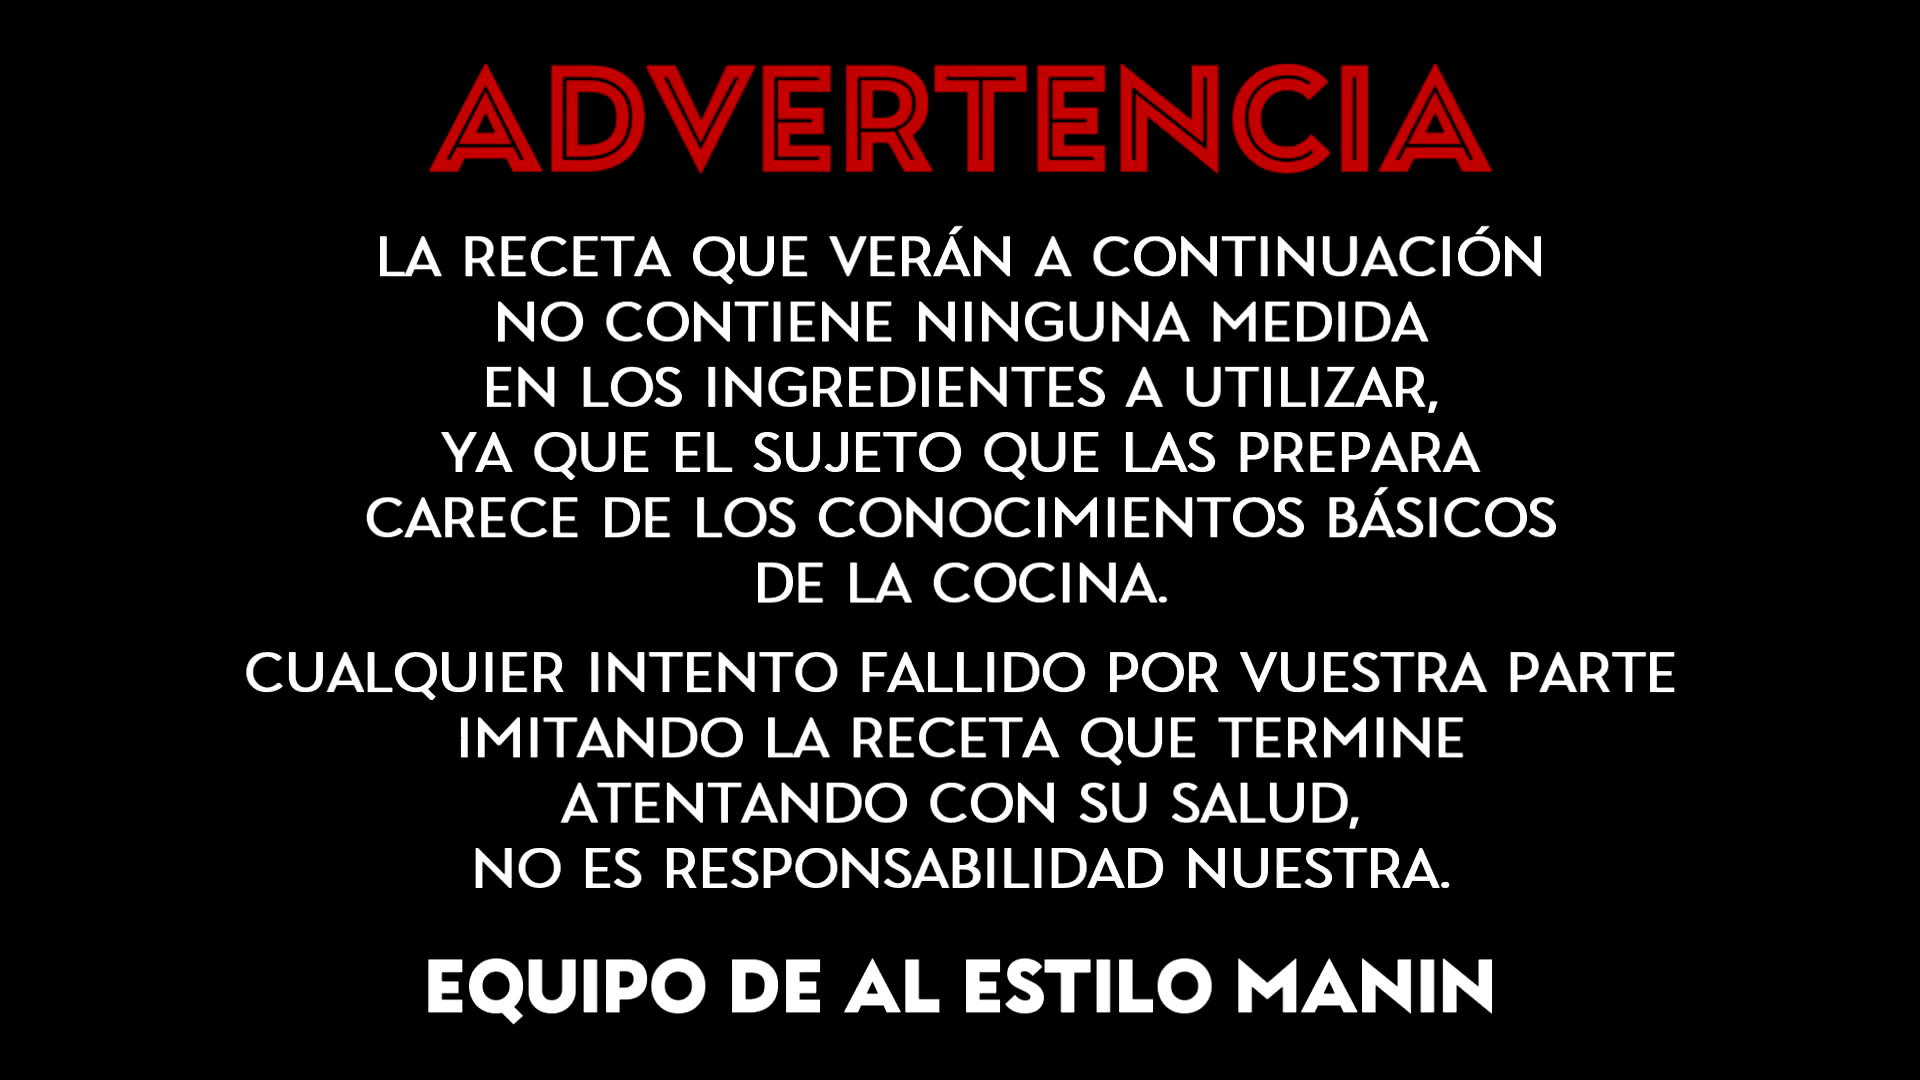 ADVERTENCIA
LA RECETA QUE VERÁN A CONTINUACIÓN
NO CONTIENE NINGUNA MEDIDA
EN LOS INGREDIENTES A UTILIZAR,
YA QUE EL SUJETO QUE LAS PREPARA
CARECE DE LOS CONOCIMIENTOS BÁSICOS
DE LA COCINA.
CUALQUIER INTENTO FALLIDO POR VUESTRA PARTE
IMITANDO LA RECETA QUE TERMINE
ATENTANDO CON SU SALUD,
NO ES RESPONSABILIDAD NUESTRA.
EQUIPO DE AL ESTILO MANIN